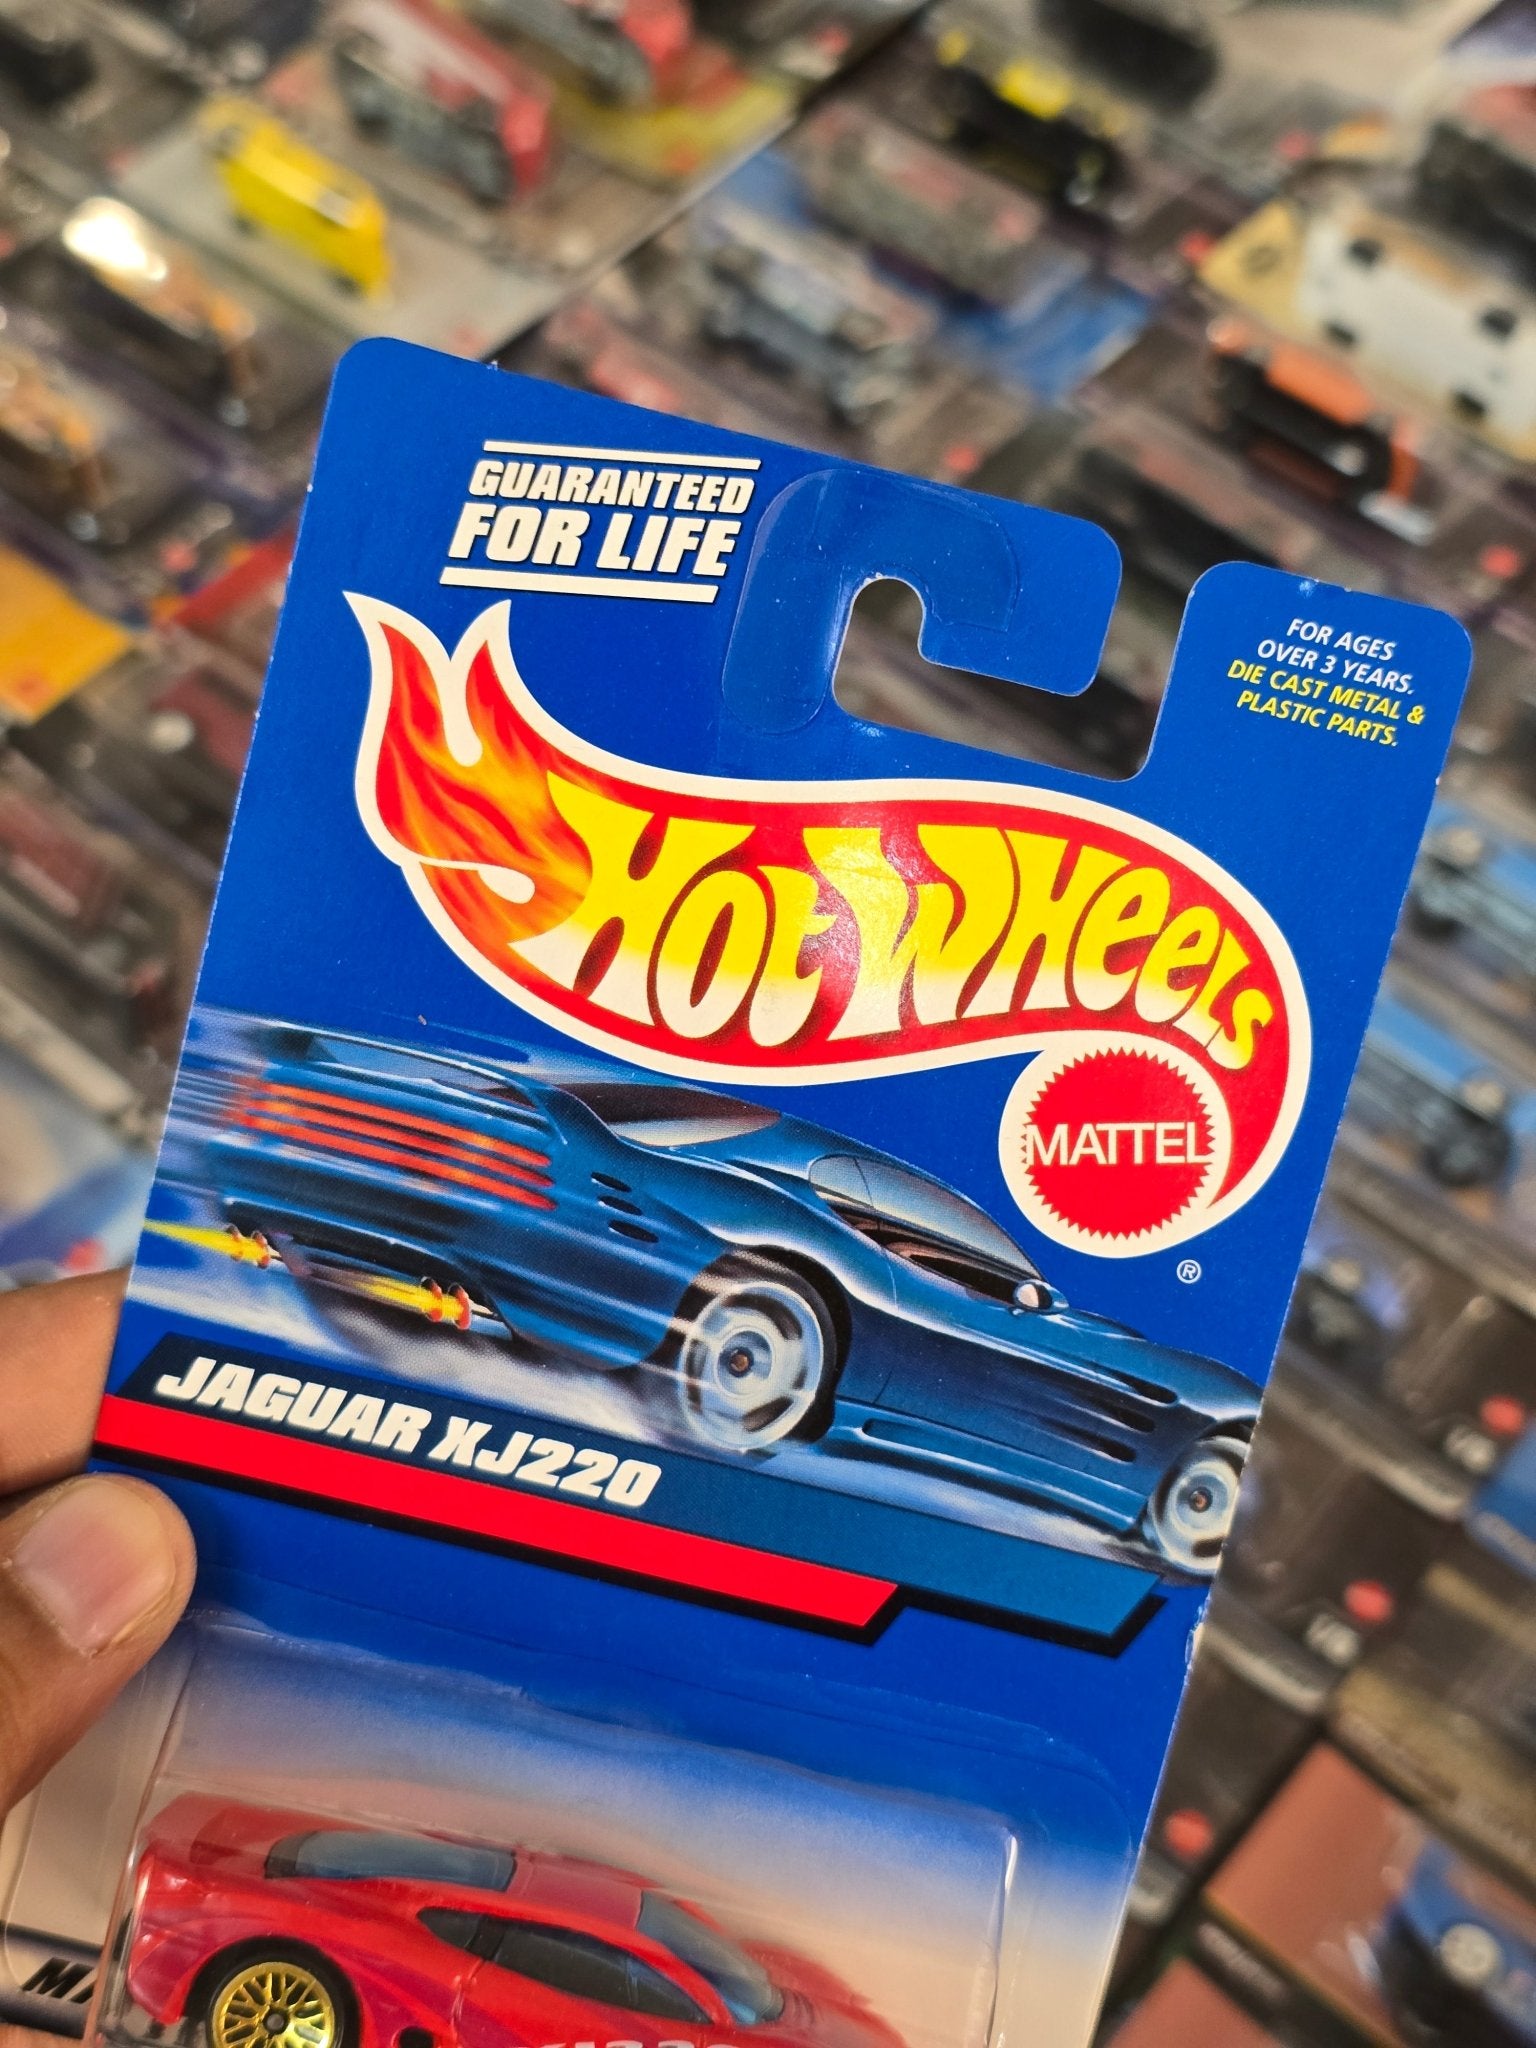 GUARANTEED
FOR LIFE
FOR AGES
OVER 3 YEARS.
DIE CAST METAL &
PLASTIC PARTS.
HOT WHEELS
MATTEL
®
JAGUAR XJ220